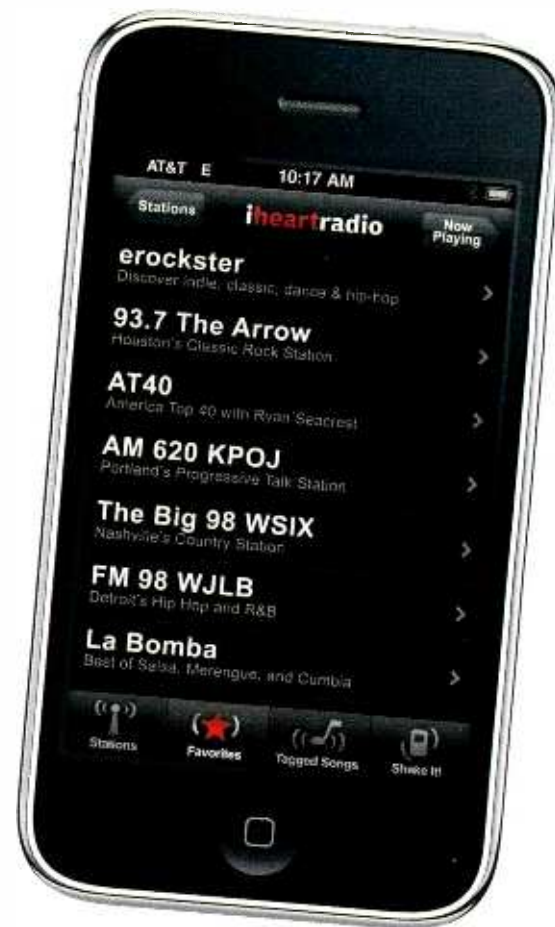 AT&T E 10:17 AM
Stations iheartradio Now Playing
erockster
Discover indie, classic, dance & hip-hop
93.7 The Arrow
Houston's Classic Rock Station
AT40
America Top 40 with Ryan Seacrest
AM 620 KPOJ
Portland's Progressive Talk Station
The Big 98 WSIX
Nashville's Country Station
FM 98 WJLB
Detroit's Hip Hop and R&B
La Bomba
Best of Salsa, Merengue, and Cumbia
Stations Favorites Tagged Songs Shake It!